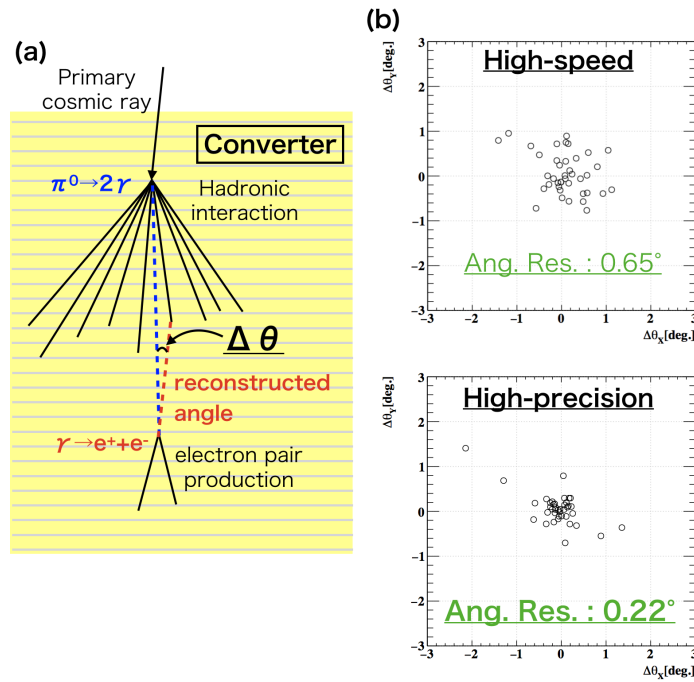 (a)
Primary
cosmic ray
Converter
π⁰→2γ
Hadronic
interaction
Δ θ
reconstructed
angle
γ→e⁺+e⁻
electron pair
production
(b)
Δθ_Y[deg.]
High-speed
3
2
1
0
−1
−2
−3
Ang. Res. : 0.65°
−3 −2 −1 0 1 2 3
Δθ_X[deg.]
Δθ_Y[deg.]
High-precision
3
2
1
0
−1
−2
−3
Ang. Res. : 0.22°
−3 −2 −1 0 1 2 3
Δθ_X[deg.]